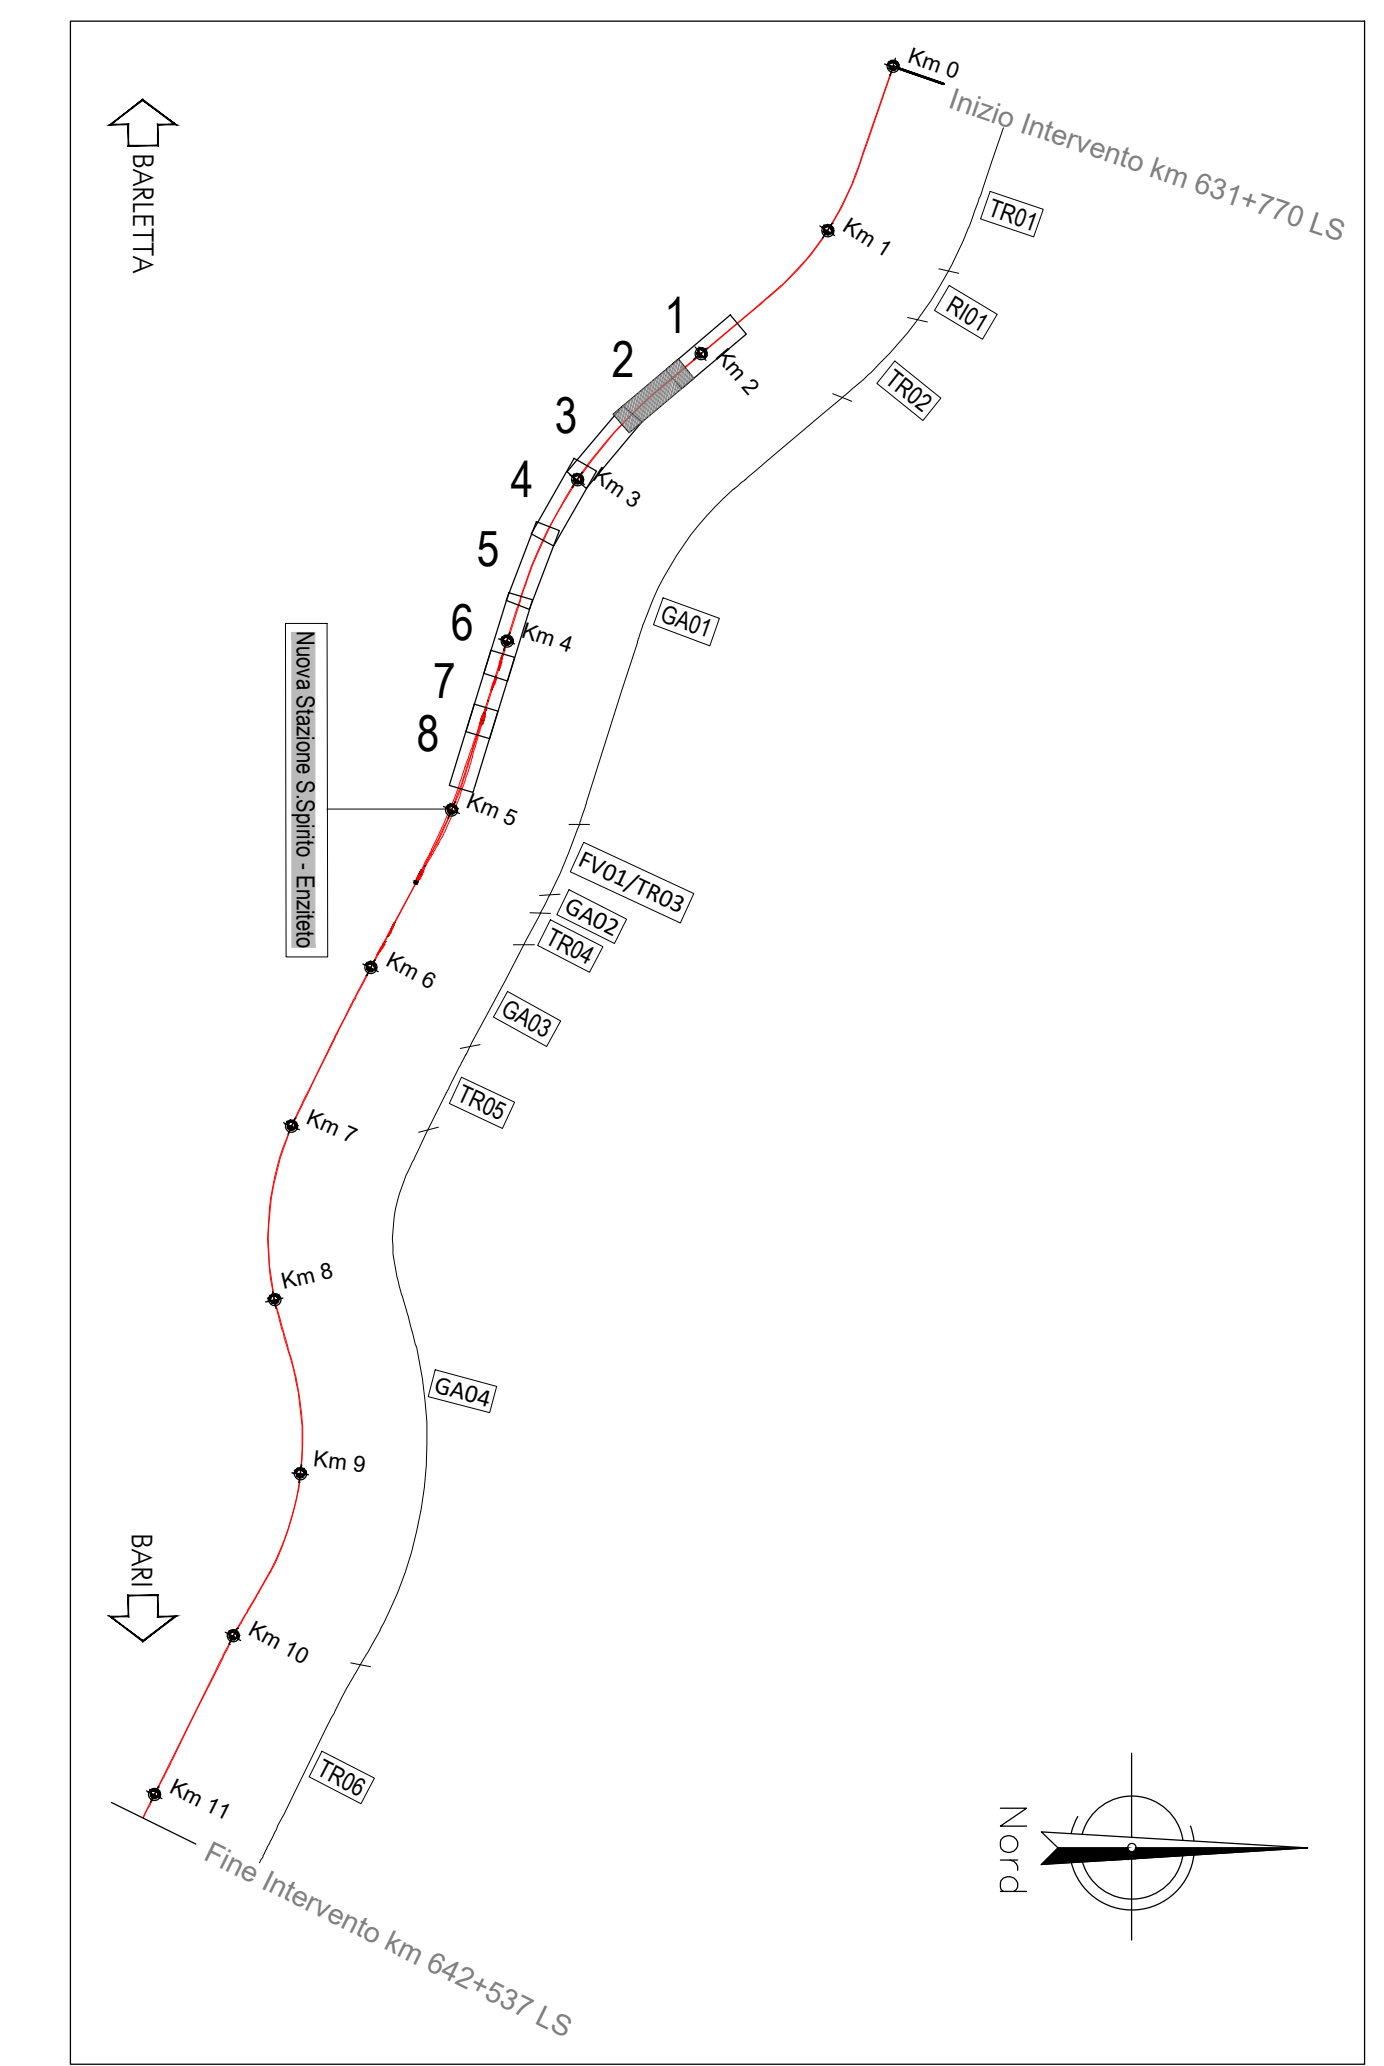 Km 0
Inizio Intervento km 631+770 LS
BARLETTA
TR01
Km 1
RI01
1
Km 2
2
TR02
3
Km 3
4
5
GA01
6
Km 4
7
8
Nuova Stazione S.Spirito - Enziteto
Km 5
FV01/TR03
GA02
TR04
Km 6
GA03
TR05
Km 7
Km 8
GA04
Km 9
BARI
Km 10
TR06
Km 11
Nord
Fine Intervento km 642+537 LS